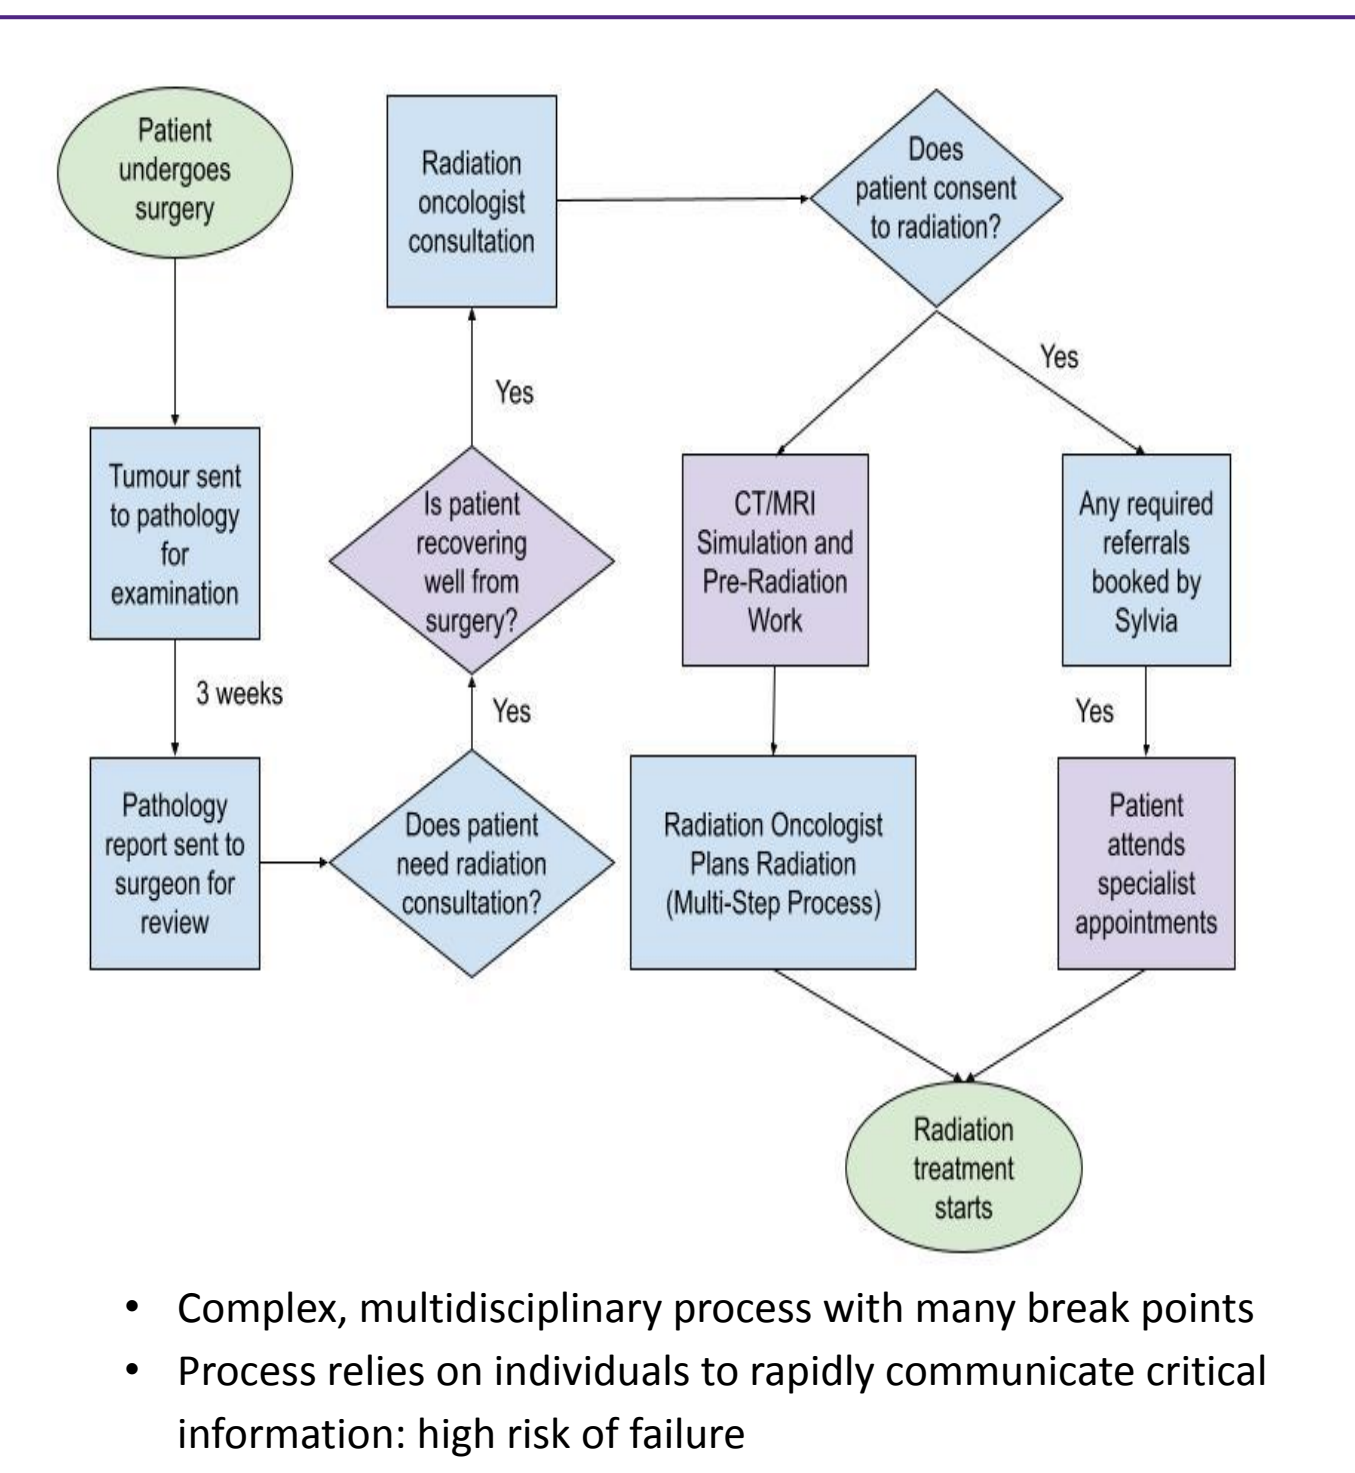 Patient
undergoes
surgery
Tumour sent
to pathology
for
examination
3 weeks
Pathology
report sent to
surgeon for
review
Does patient
need radiation
consultation?
Yes
Is patient
recovering
well from
surgery?
Yes
Radiation
oncologist
consultation
Does
patient consent
to radiation?
Yes
CT/MRI
Simulation and
Pre-Radiation
Work
Radiation Oncologist
Plans Radiation
(Multi-Step Process)
Any required
referrals
booked by
Sylvia
Yes
Patient
attends
specialist
appointments
Radiation
treatment
starts
• Complex, multidisciplinary process with many break points
• Process relies on individuals to rapidly communicate critical
information: high risk of failure